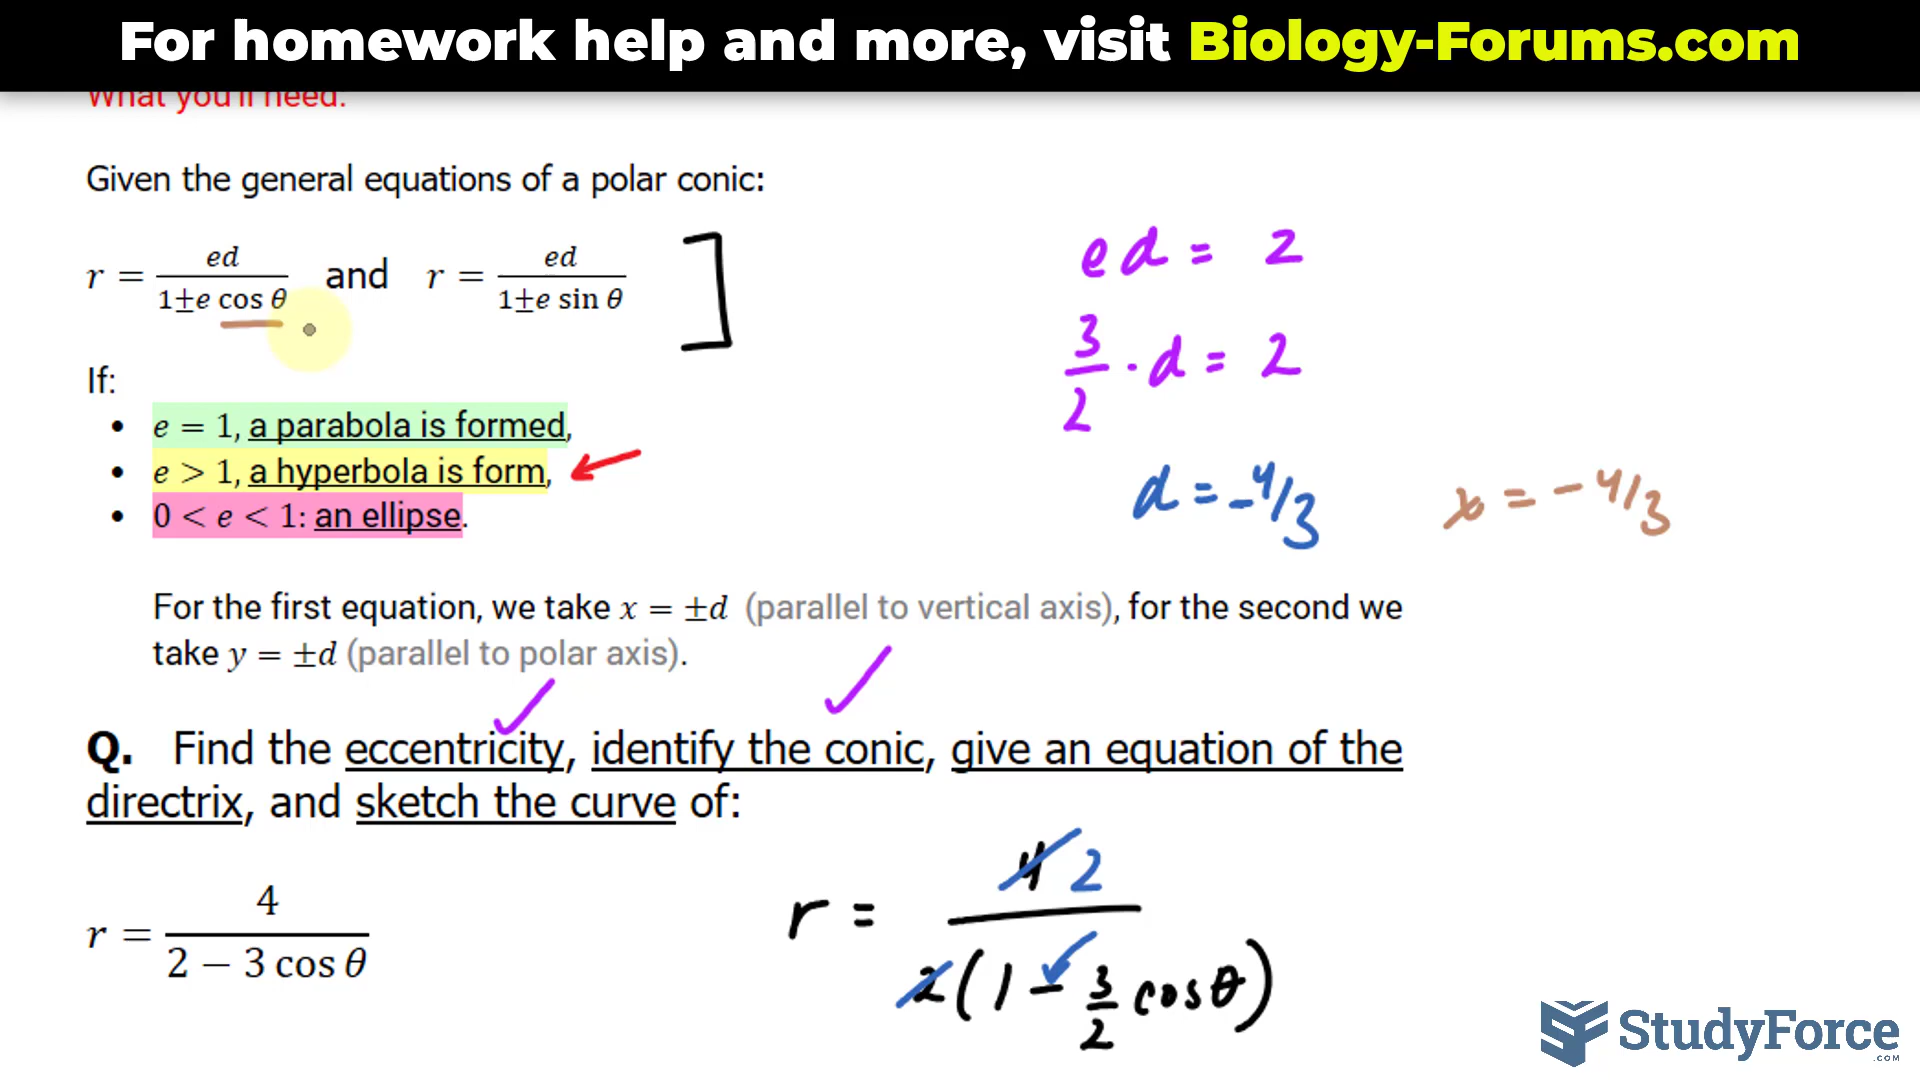 For homework help and more, visit Biology-Forums.com
What you'll need:
Given the general equations of a polar conic:
r = ed / 1±e cos θ and r = ed / 1±e sin θ ]
If:
• e = 1, a parabola is formed,
• e > 1, a hyperbola is form,
• 0 < e < 1: an ellipse.
For the first equation, we take x = ±d (parallel to vertical axis), for the second we
take y = ±d (parallel to polar axis).
Q. Find the eccentricity, identify the conic, give an equation of the
directrix, and sketch the curve of:
r = 4 / 2 − 3 cos θ
ed = 2
3/2 · d = 2
d = -4/3
x = -4/3
r = 4 2 / 2(1 - 3/2 cosθ)
StudyForce
.COM